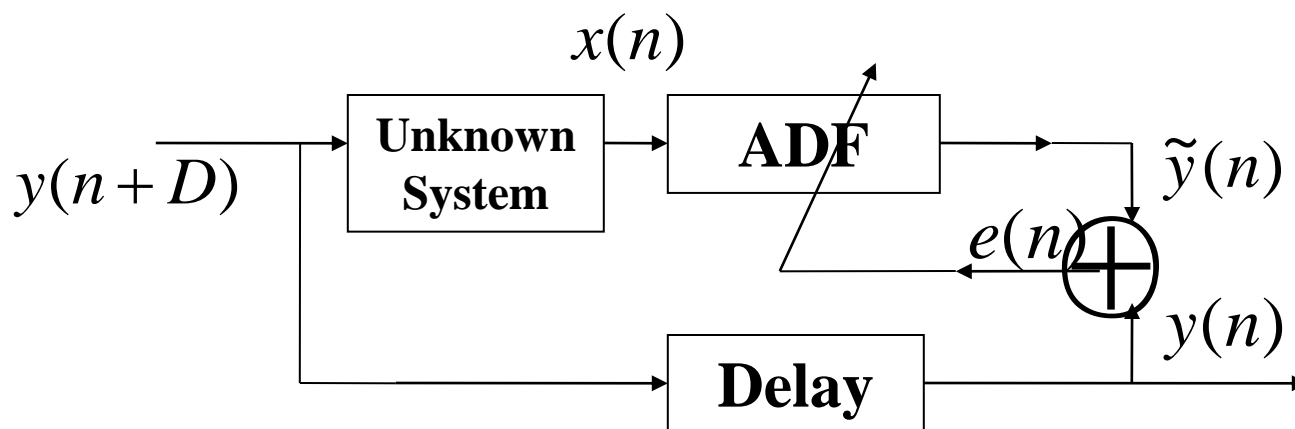 x(n)
Unknown
System
ADF
y(n + D)
ỹ(n)
e(n)
y(n)
Delay